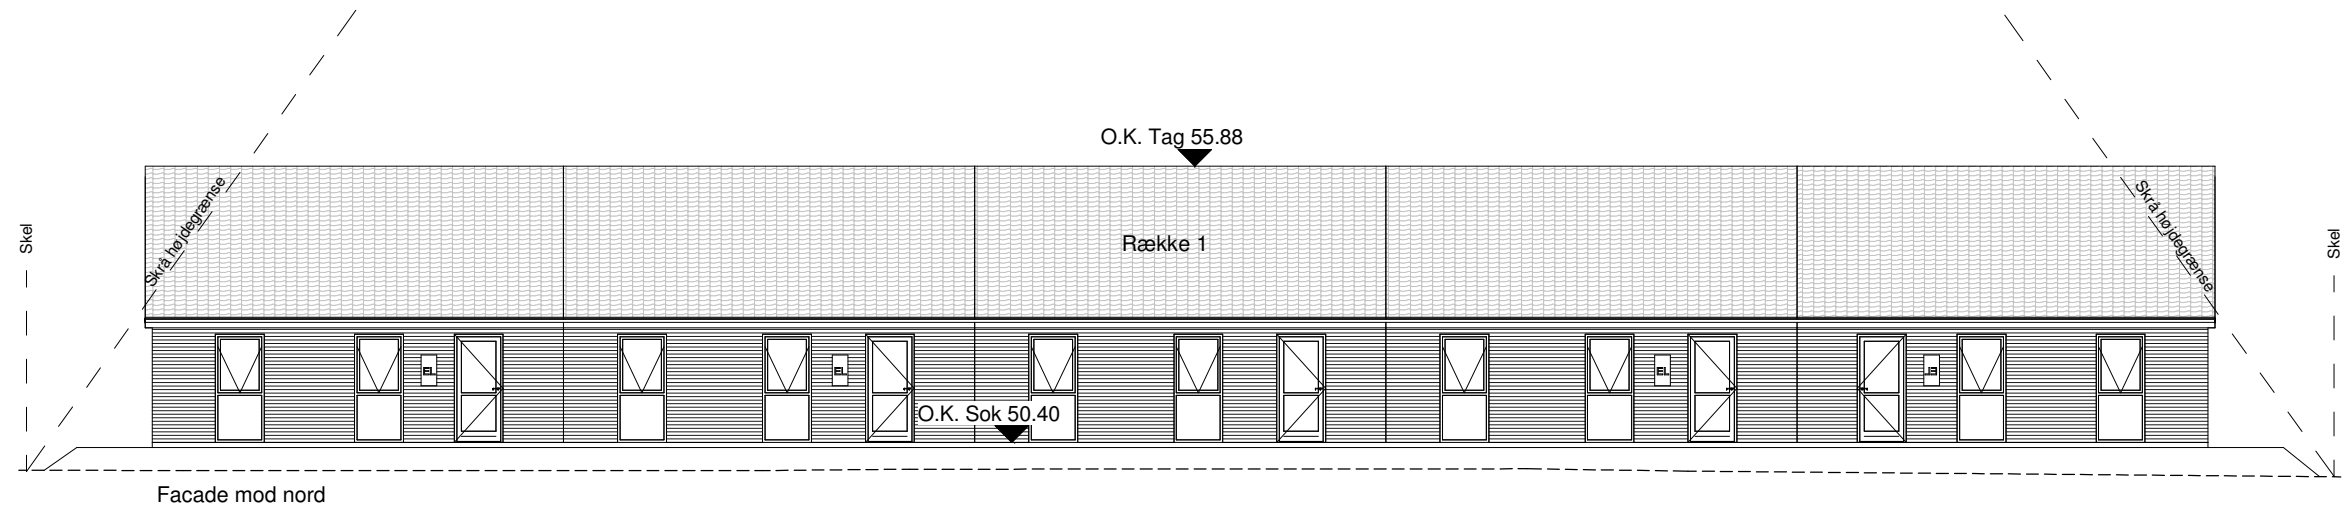 O.K. Tag 55.88
Skrå højdegrænse
Skrå højdegrænse
Skel
Række 1
Skel
EL
EL
EL
EL
O.K. Sok 50.40
Facade mod nord